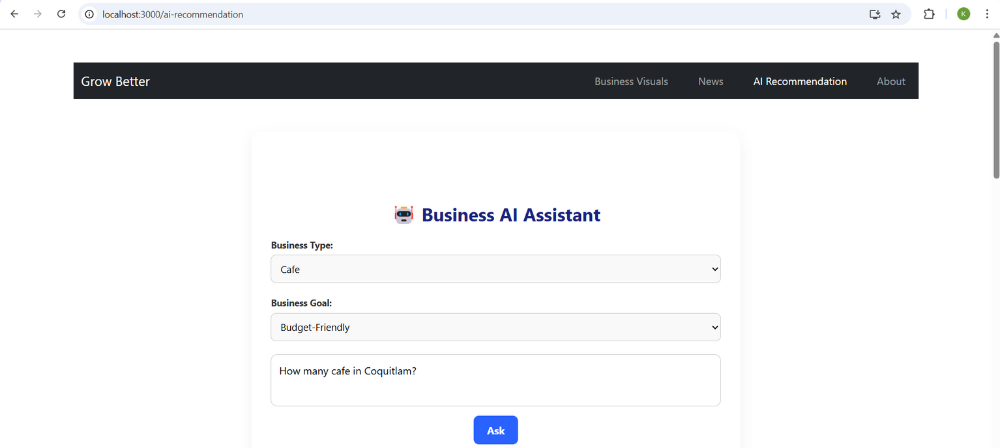 localhost:3000/ai-recommendation
K
Grow Better
Business Visuals
News
AI Recommendation
About
Business AI Assistant
Business Type:
Cafe
Business Goal:
Budget-Friendly
How many cafe in Coquitlam?
Ask